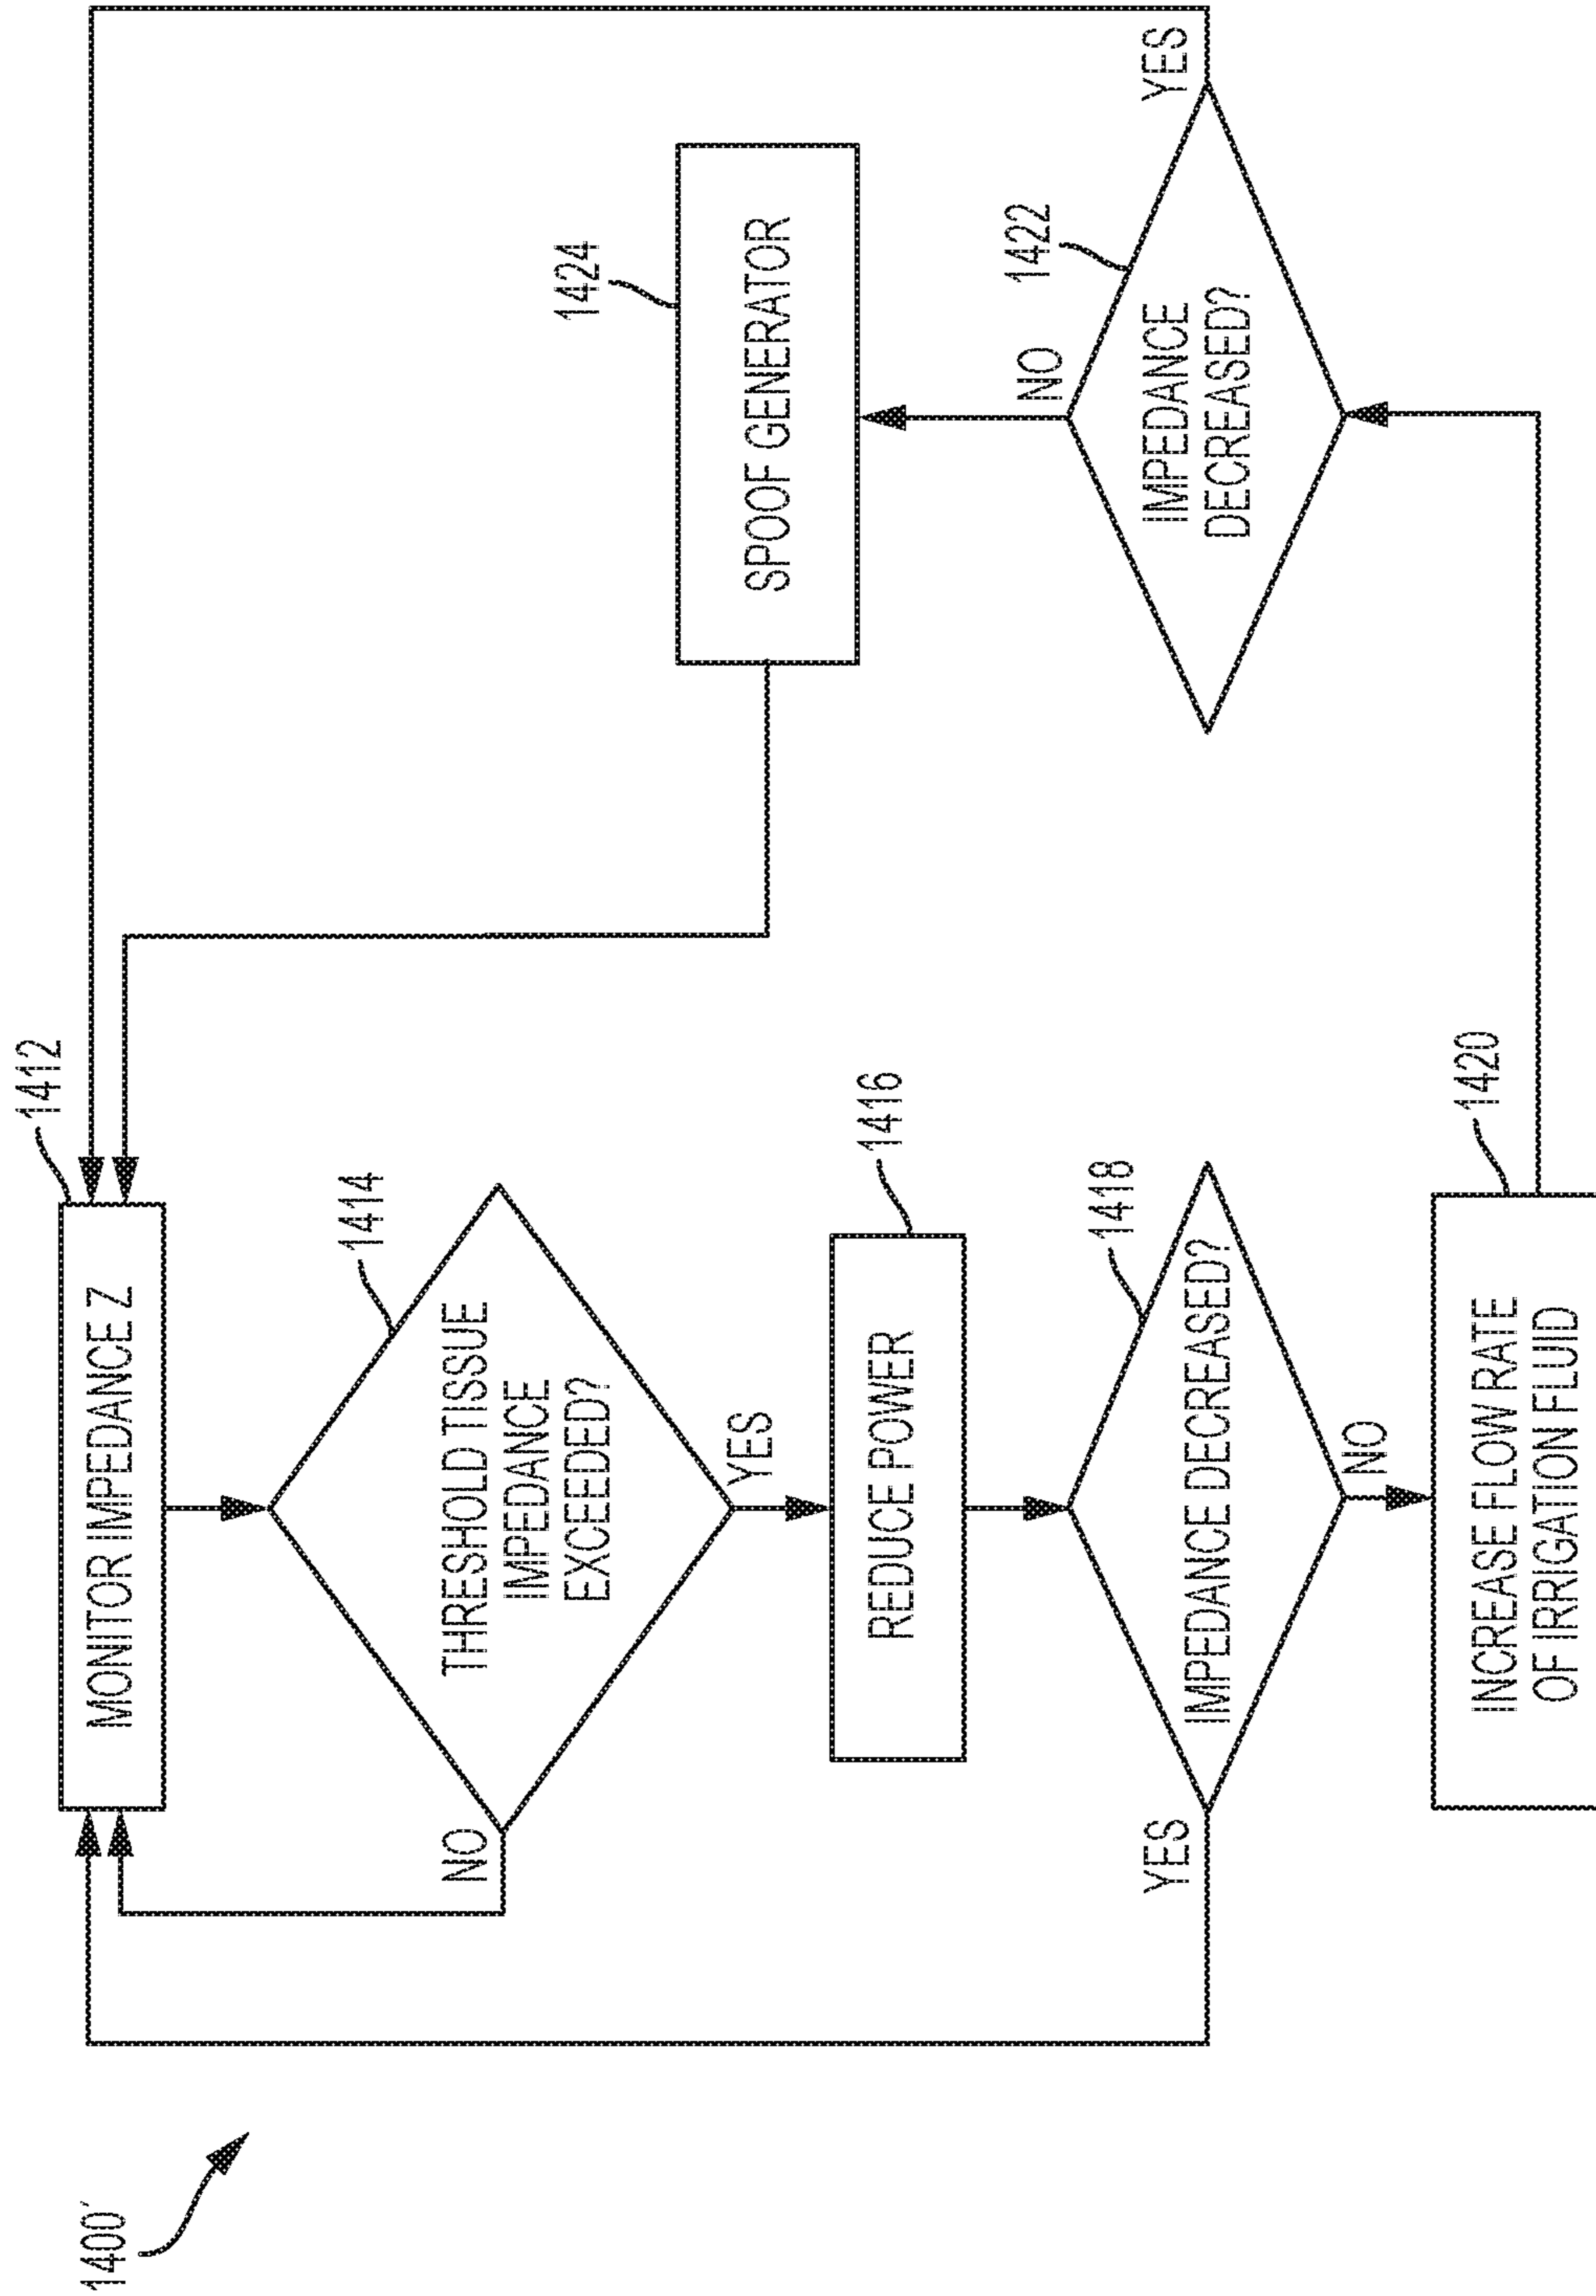 1400´
MONITOR IMPEDANCE Z
1412
THRESHOLD TISSUE
IMPEDANCE
EXCEEDED?
1414
NO
YES
REDUCE POWER
1416
IMPEDANCE DECREASED?
1418
YES
NO
INCREASE FLOW RATE
OF IRRIGATION FLUID
1420
IMPEDANCE
DECREASED?
1422
NO
YES
SPOOF GENERATOR
1424